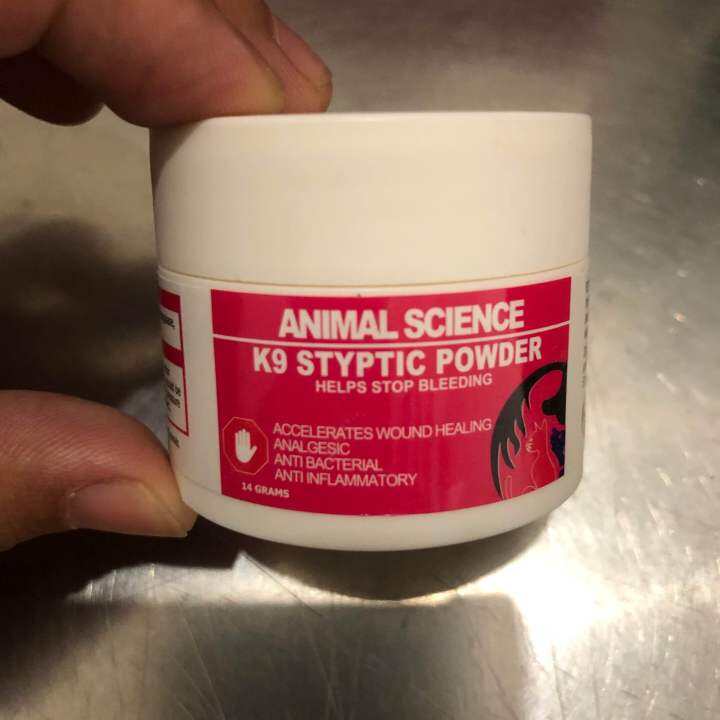 ANIMAL SCIENCE
K9 STYPTIC POWDER
HELPS STOP BLEEDING
ACCELERATES WOUND HEALING
ANALGESIC
ANTI BACTERIAL
ANTI INFLAMMATORY
14 GRAMS